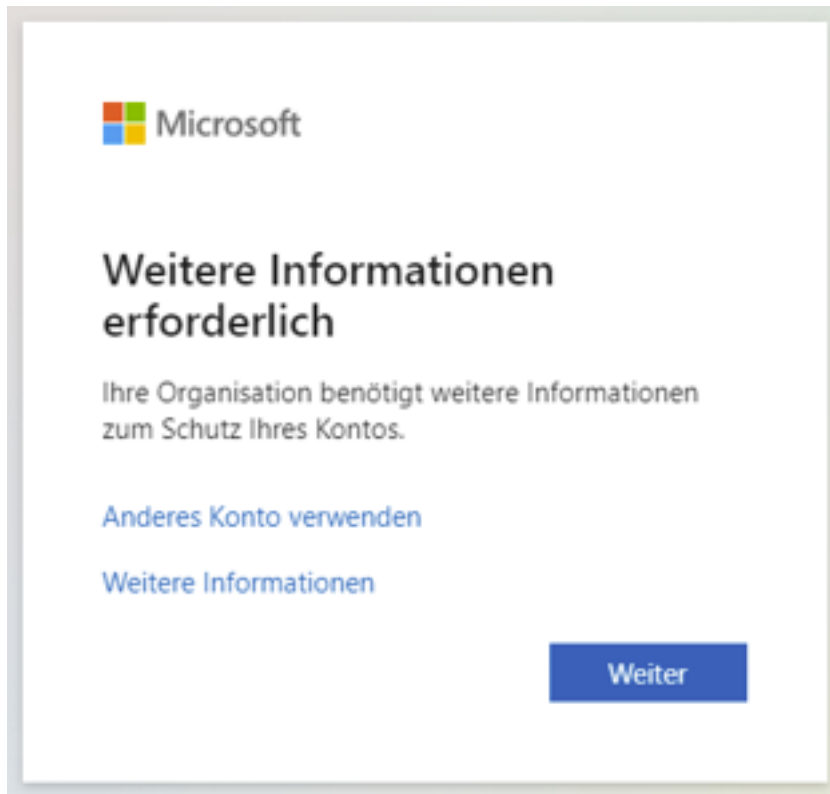 Microsoft
Weitere Informationen
erforderlich
Ihre Organisation benötigt weitere Informationen
zum Schutz Ihres Kontos.
Anderes Konto verwenden
Weitere Informationen
Weiter